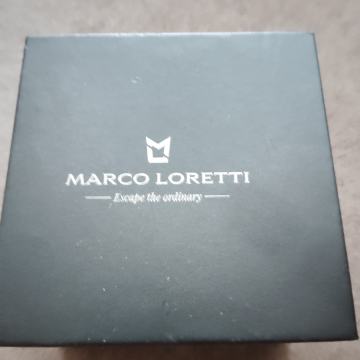 MARCO LORETTI
Escape the ordinary